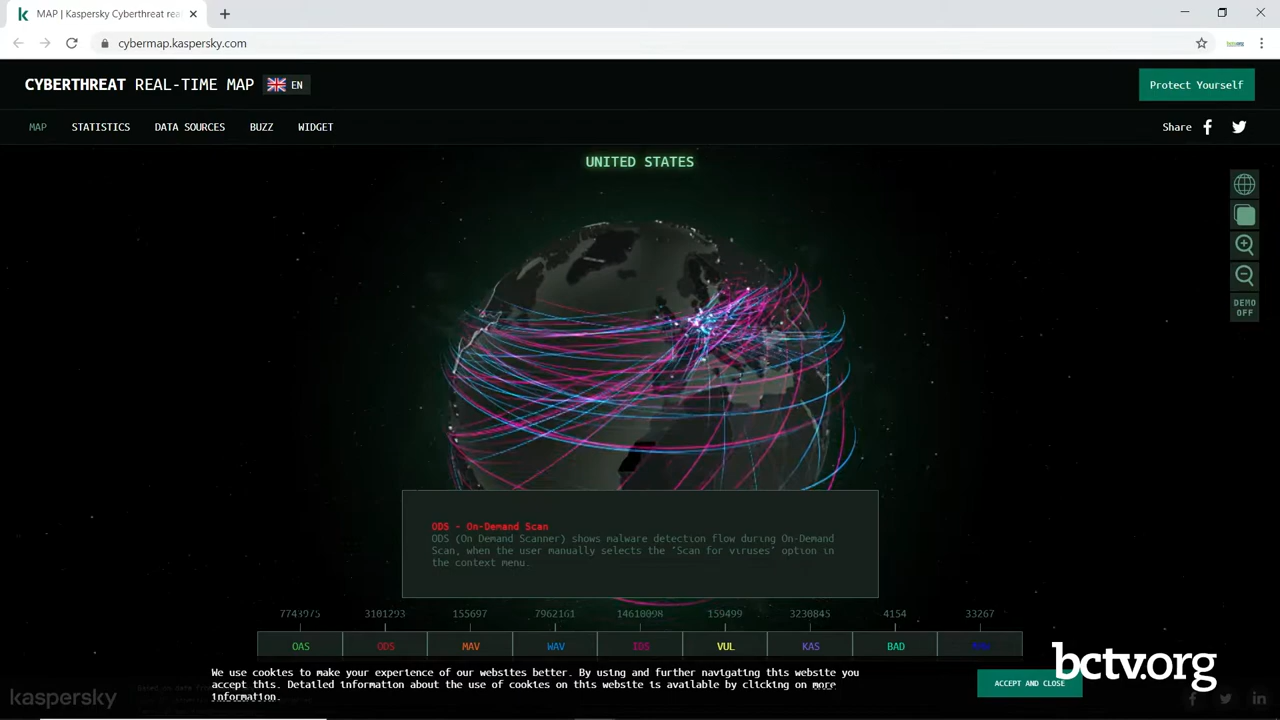 MAP | Kaspersky Cyberthreat rea
cybermap.kaspersky.com
CYBERTHREAT REAL-TIME MAP EN
Protect Yourself
MAP STATISTICS DATA SOURCES BUZZ WIDGET
Share
UNITED STATES
DEMO
OFF
ODS - On-Demand Scan
ODS (On Demand Scanner) shows malware detection flow during On-Demand
Scan, when the user manually selects the 'Scan for viruses' option in
the context menu.
7743975 3101293 155697 7962161 14610098 159499 3230845 4154 33267
OAS ODS MAV WAV IDS VUL KAS BAD
We use cookies to make your experience of our websites better. By using and further navigating this website you
accept this. Detailed information about the use of cookies on this website is available by clicking on more
information.
ACCEPT AND CLOSE
kaspersky
bctv.org